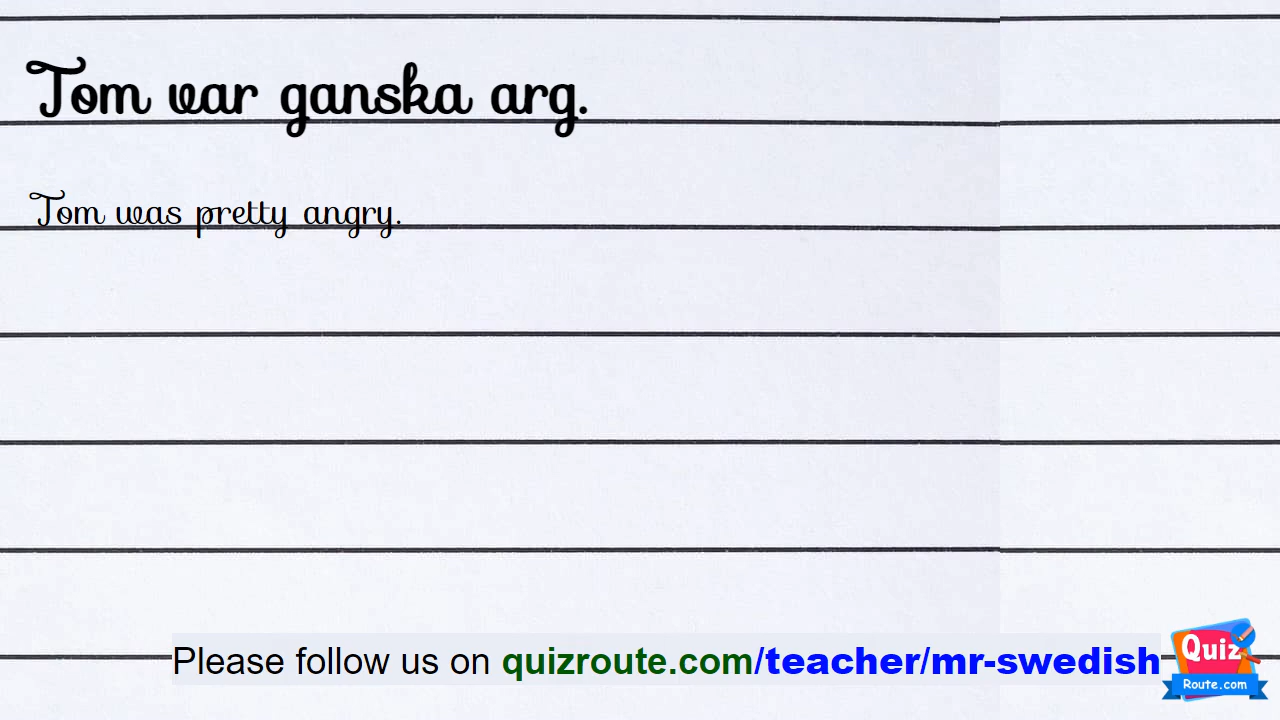 Tom var ganska arg.
Tom was pretty angry.
Please follow us on quizroute.com/teacher/mr-swedish
Quiz
Route.com